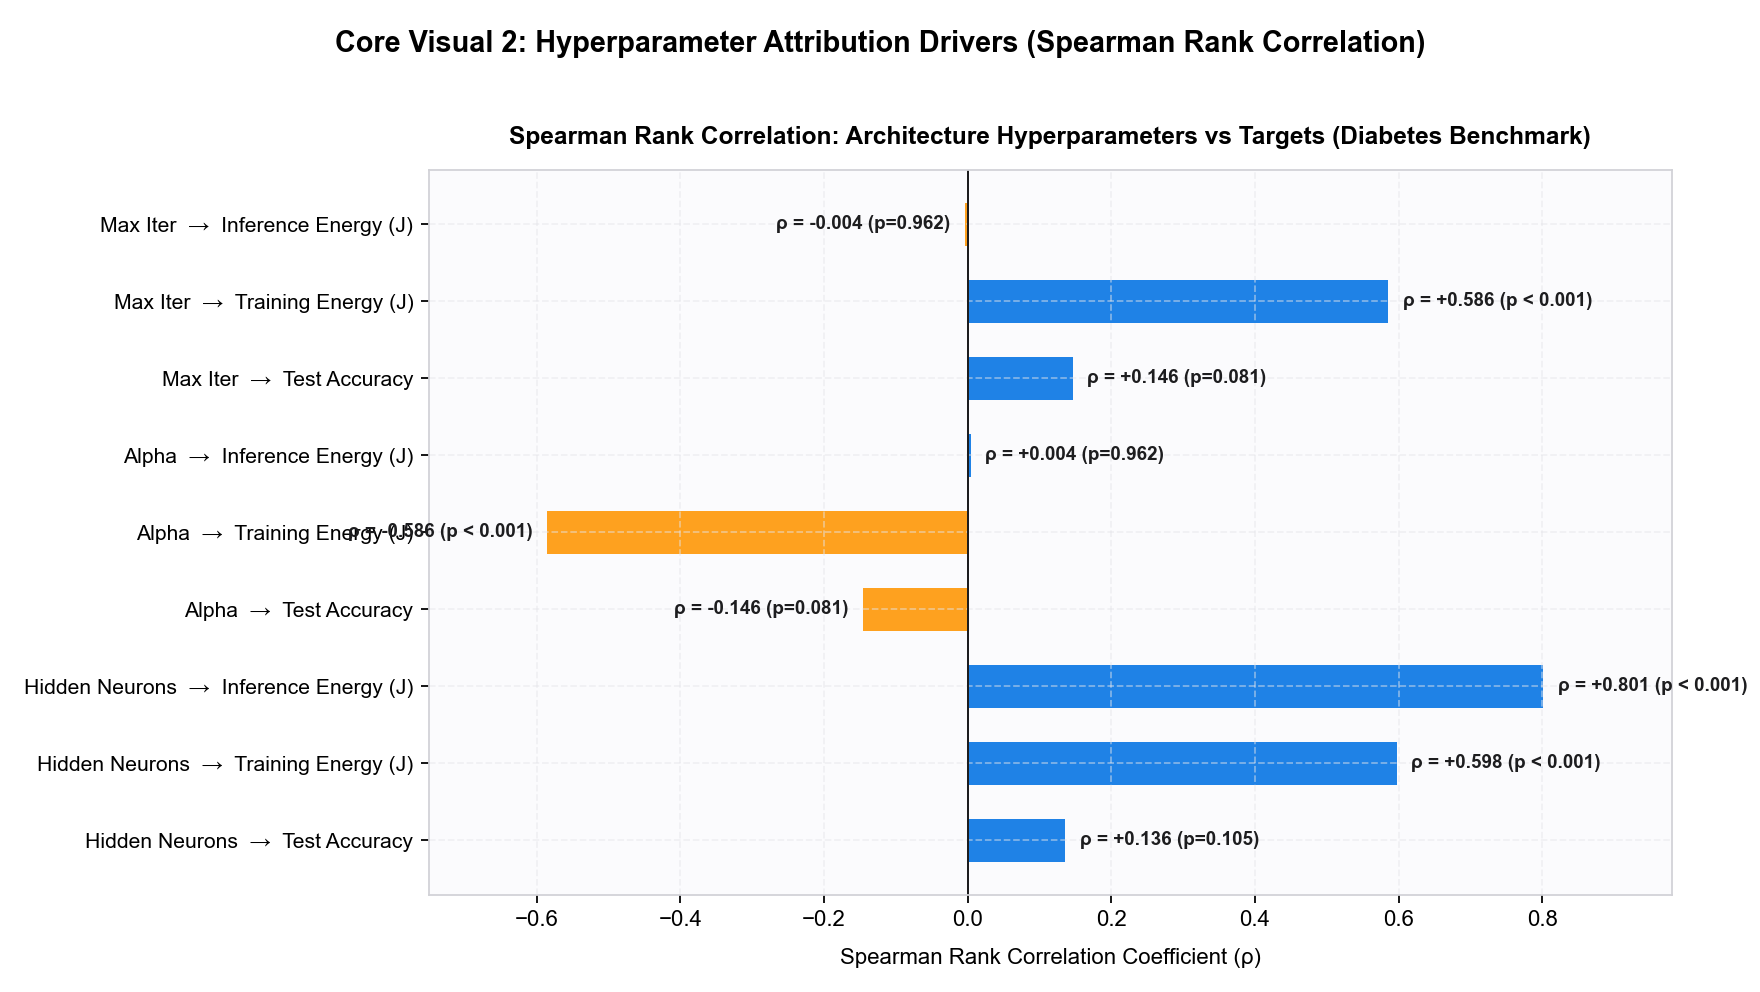 Core Visual 2: Hyperparameter Attribution Drivers (Spearman Rank Correlation)
Spearman Rank Correlation: Architecture Hyperparameters vs Targets (Diabetes Benchmark)
Max Iter → Inference Energy (J)
ρ = -0.004 (p=0.962)
Max Iter → Training Energy (J)
ρ = +0.586 (p < 0.001)
Max Iter → Test Accuracy
ρ = +0.146 (p=0.081)
Alpha → Inference Energy (J)
ρ = +0.004 (p=0.962)
Alpha → Training Energy (J)
ρ = -0.586 (p < 0.001)
Alpha → Test Accuracy
ρ = -0.146 (p=0.081)
Hidden Neurons → Inference Energy (J)
ρ = +0.801 (p < 0.001)
Hidden Neurons → Training Energy (J)
ρ = +0.598 (p < 0.001)
Hidden Neurons → Test Accuracy
ρ = +0.136 (p=0.105)
−0.6 −0.4 −0.2 0.0 0.2 0.4 0.6 0.8
Spearman Rank Correlation Coefficient (ρ)